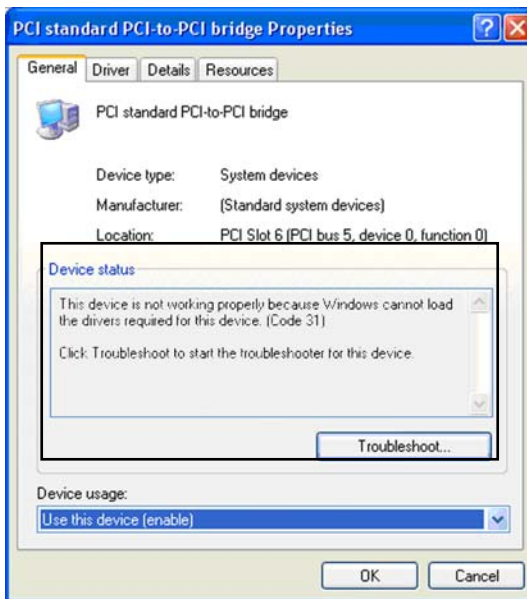 PCI standard PCI-to-PCI bridge Properties
General Driver Details Resources
PCI standard PCI-to-PCI bridge
Device type: System devices
Manufacturer: (Standard system devices)
Location: PCI Slot 6 (PCI bus 5, device 0, function 0)
Device status
This device is not working properly because Windows cannot load
the drivers required for this device. (Code 31)
Click Troubleshoot to start the troubleshooter for this device.
Troubleshoot...
Device usage:
Use this device (enable)
OK Cancel